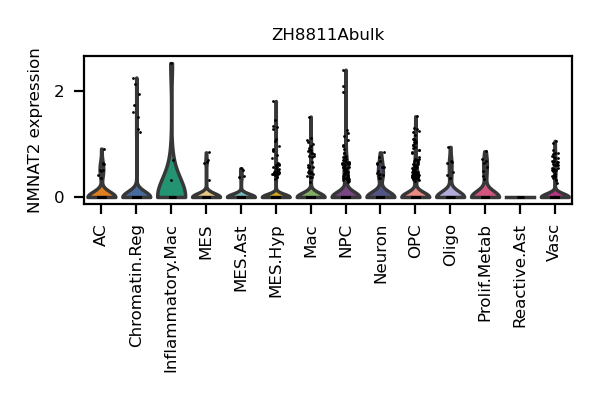 ZH8811Abulk
NMNAT2 expression
2
0
AC
Chromatin.Reg
Inflammatory.Mac
MES
MES.Ast
MES.Hyp
Mac
NPC
Neuron
OPC
Oligo
Prolif.Metab
Reactive.Ast
Vasc